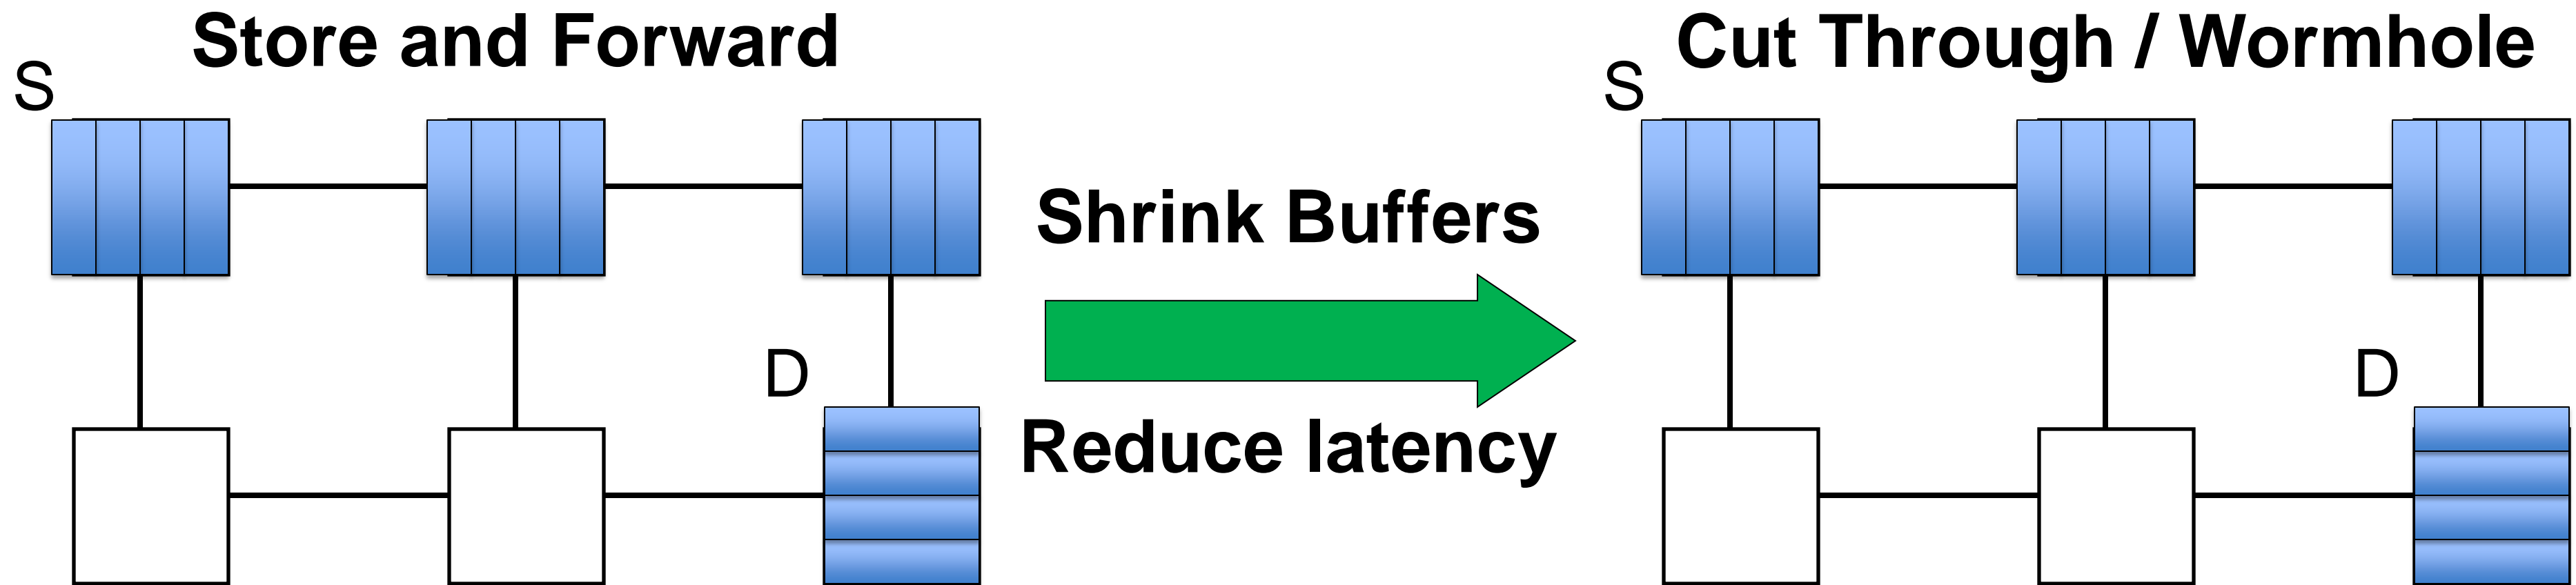 Store and Forward
S
D
Shrink Buffers
Reduce latency
Cut Through / Wormhole
S
D